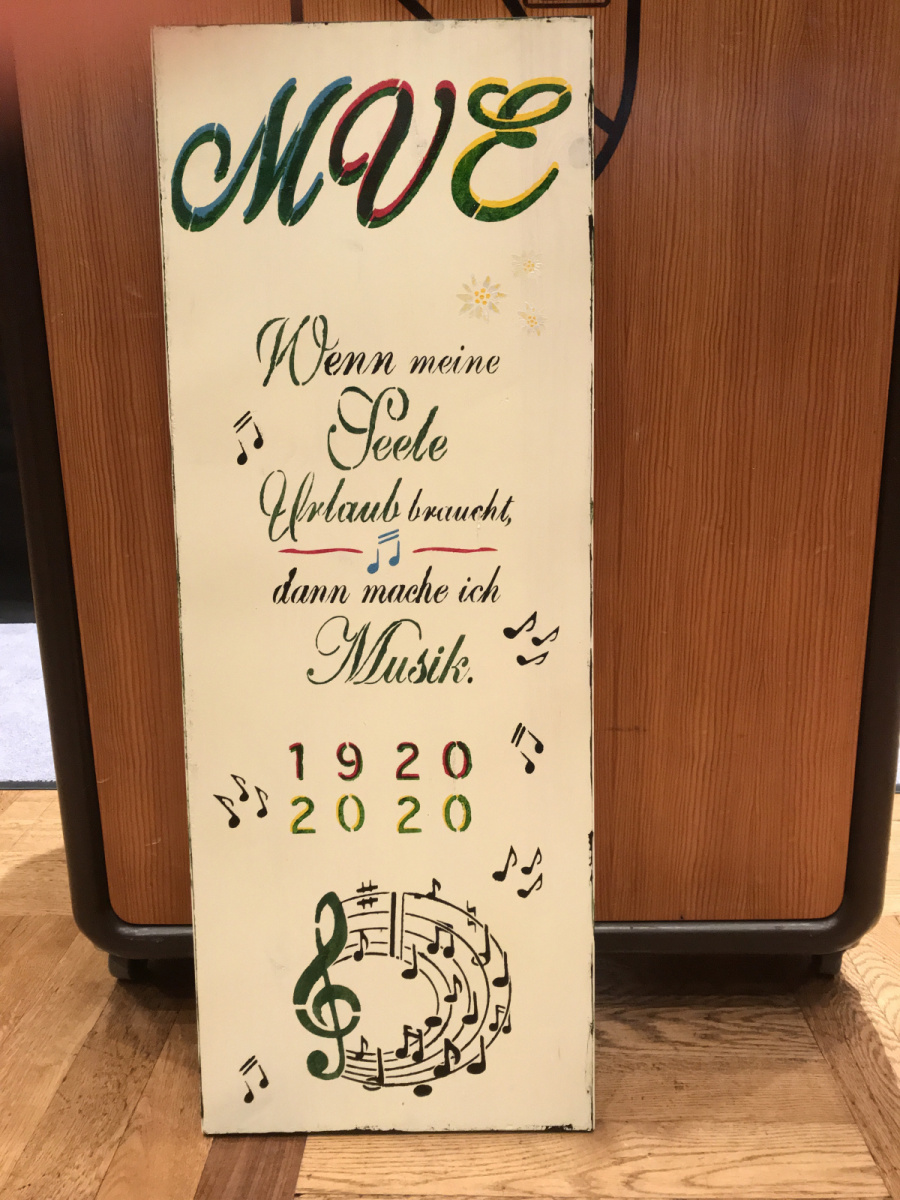 MVE
Wenn meine
Seele
Urlaub braucht,
dann mache ich
Musik.
1920
2020